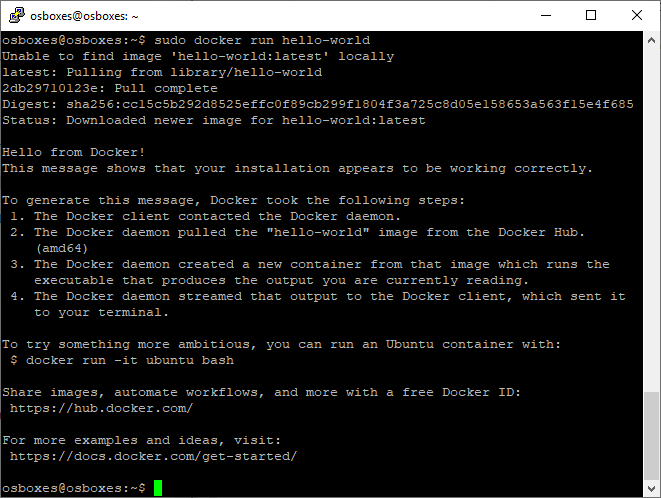 osboxes@osboxes: ~
osboxes@osboxes:~$ sudo docker run hello-world
Unable to find image 'hello-world:latest' locally
latest: Pulling from library/hello-world
2db29710123e: Pull complete
Digest: sha256:cc15c5b292d8525effc0f89cb299f1804f3a725c8d05e158653a563f15e4f685
Status: Downloaded newer image for hello-world:latest

Hello from Docker!
This message shows that your installation appears to be working correctly.

To generate this message, Docker took the following steps:
 1. The Docker client contacted the Docker daemon.
 2. The Docker daemon pulled the "hello-world" image from the Docker Hub.
    (amd64)
 3. The Docker daemon created a new container from that image which runs the
    executable that produces the output you are currently reading.
 4. The Docker daemon streamed that output to the Docker client, which sent it
    to your terminal.

To try something more ambitious, you can run an Ubuntu container with:
 $ docker run -it ubuntu bash

Share images, automate workflows, and more with a free Docker ID:
 https://hub.docker.com/

For more examples and ideas, visit:
 https://docs.docker.com/get-started/

osboxes@osboxes:~$